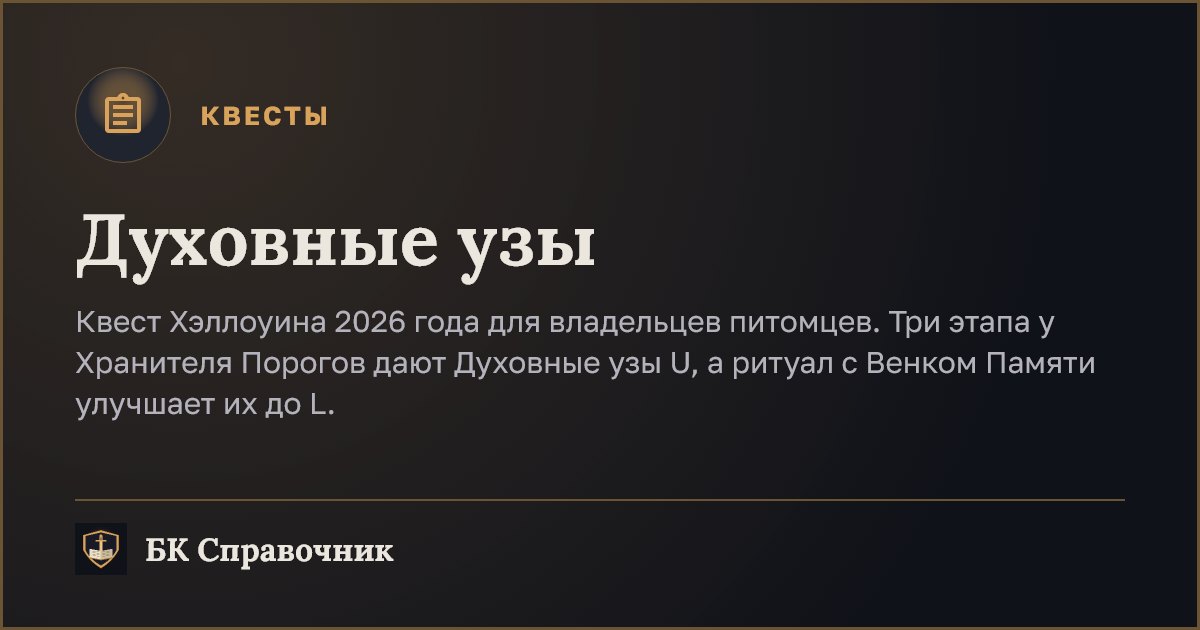 КВЕСТЫ
Духовные узы
Квест Хэллоуина 2026 года для владельцев питомцев. Три этапа у
Хранителя Порогов дают Духовные узы U, а ритуал с Венком Памяти
улучшает их до L.
БК Справочник